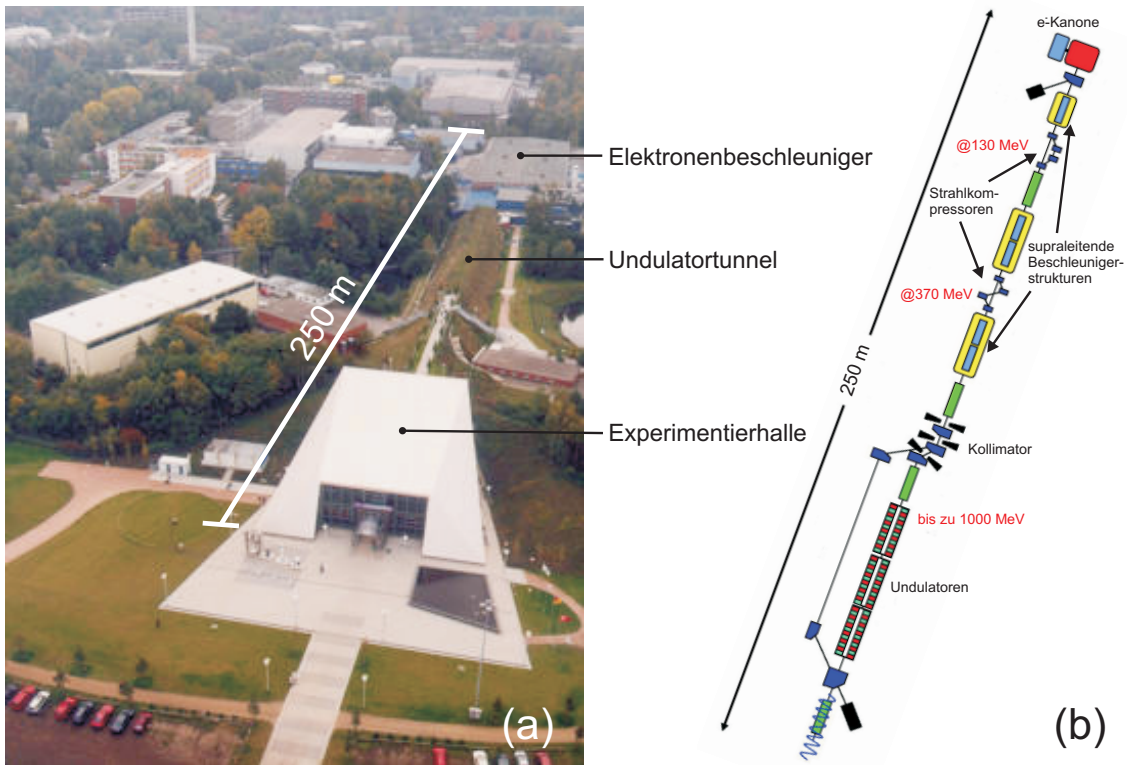 250 m
Elektronenbeschleuniger
Undulatortunnel
Experimentierhalle
(a)
e-Kanone
@130 MeV
Strahlkom-
pressoren
supraleitende
Beschleuniger-
strukturen
@370 MeV
250 m
Kollimator
bis zu 1000 MeV
Undulatoren
(b)